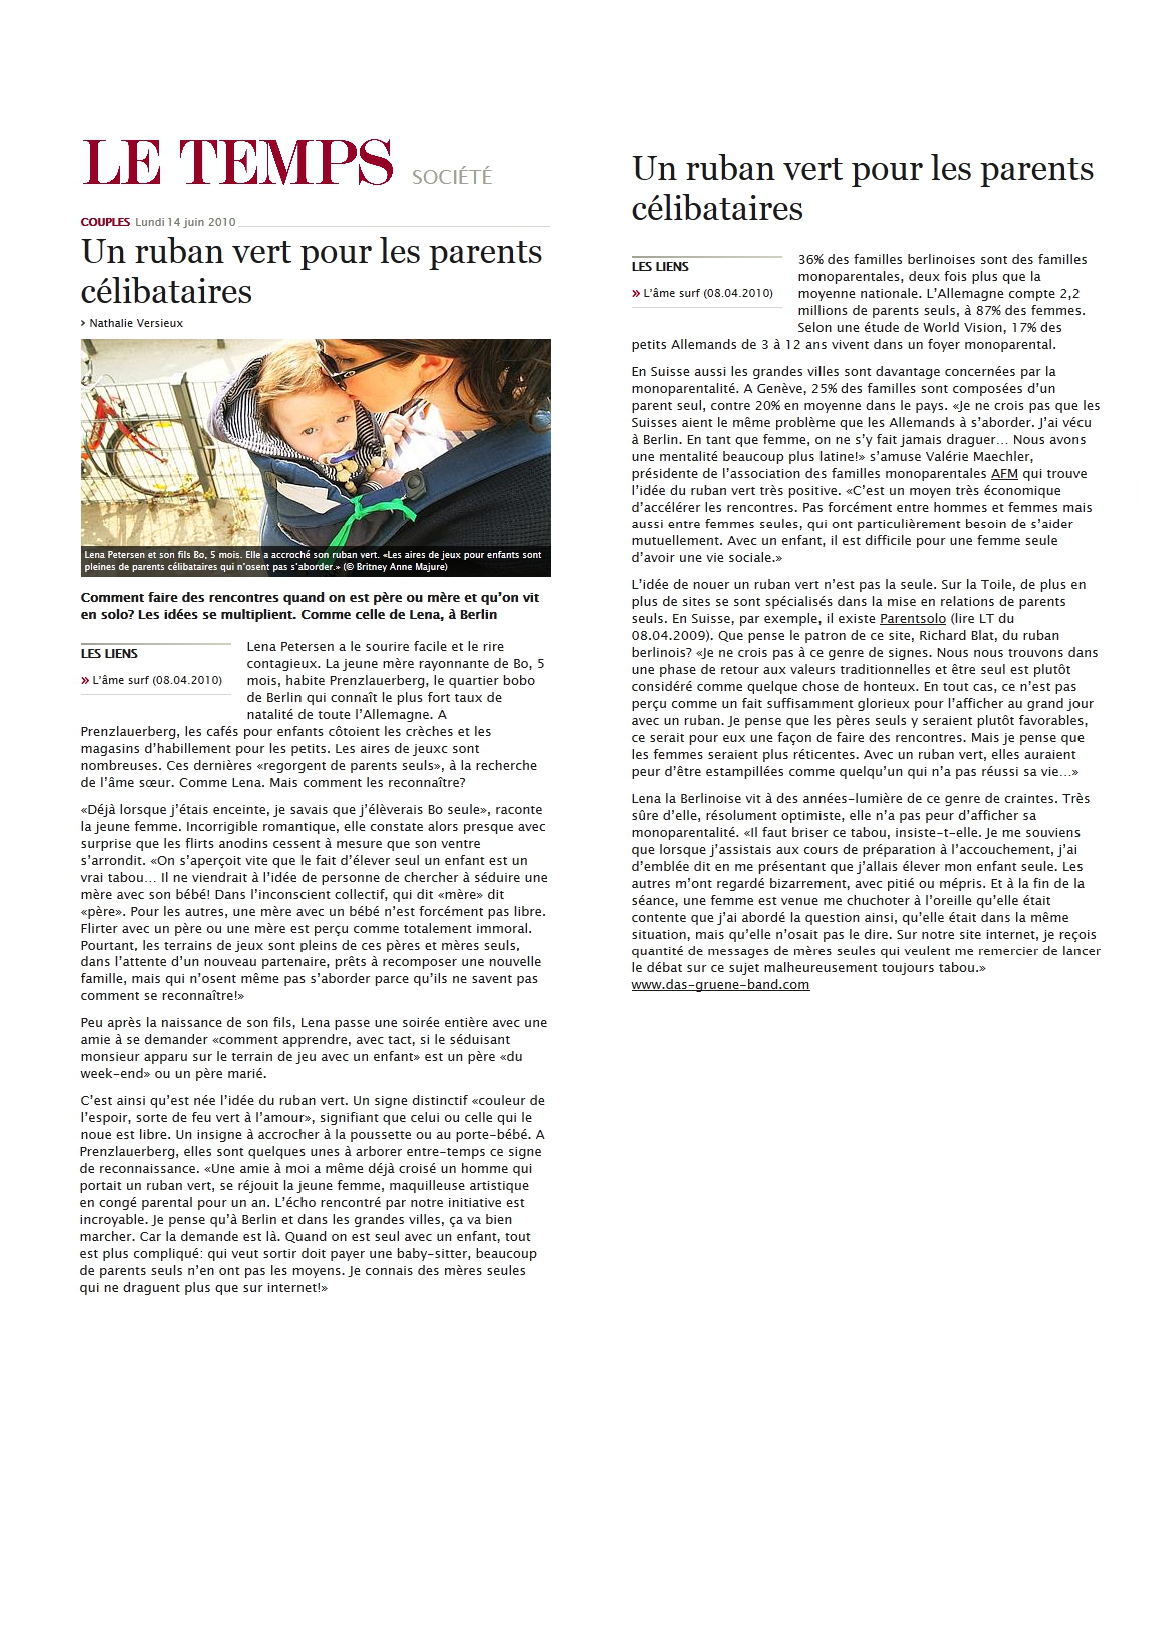 LE TEMPS SOCIÉTÉ
COUPLES Lundi 14 juin 2010
Un ruban vert pour les parents
célibataires
› Nathalie Versieux
Lena Petersen et son fils Bo, 5 mois. Elle a accroché son ruban vert. «Les aires de jeux pour enfants sont
pleines de parents célibataires qui n'osent pas s'aborder.» (© Britney Anne Majure)
Comment faire des rencontres quand on est père ou mère et qu'on vit
en solo? Les idées se multiplient. Comme celle de Lena, à Berlin
LES LIENS
» L'âme surf (08.04.2010)
Lena Petersen a le sourire facile et le rire
contagieux. La jeune mère rayonnante de Bo, 5
mois, habite Prenzlauerberg, le quartier bobo
de Berlin qui connaît le plus fort taux de
natalité de toute l'Allemagne. A
Prenzlauerberg, les cafés pour enfants côtoient les crèches et les
magasins d'habillement pour les petits. Les aires de jeuxc sont
nombreuses. Ces dernières «regorgent de parents seuls», à la recherche
de l'âme sœur. Comme Lena. Mais comment les reconnaître?
«Déjà lorsque j'étais enceinte, je savais que j'élèverais Bo seule», raconte
la jeune femme. Incorrigible romantique, elle constate alors presque avec
surprise que les flirts anodins cessent à mesure que son ventre
s'arrondit. «On s'aperçoit vite que le fait d'élever seul un enfant est un
vrai tabou… Il ne viendrait à l'idée de personne de chercher à séduire une
mère avec son bébé! Dans l'inconscient collectif, qui dit «mère» dit
«père». Pour les autres, une mère avec un bébé n'est forcément pas libre.
Flirter avec un père ou une mère est perçu comme totalement immoral.
Pourtant, les terrains de jeux sont pleins de ces pères et mères seuls,
dans l'attente d'un nouveau partenaire, prêts à recomposer une nouvelle
famille, mais qui n'osent même pas s'aborder parce qu'ils ne savent pas
comment se reconnaître!»
Peu après la naissance de son fils, Lena passe une soirée entière avec une
amie à se demander «comment apprendre, avec tact, si le séduisant
monsieur apparu sur le terrain de jeu avec un enfant» est un père «du
week-end» ou un père marié.
C'est ainsi qu'est née l'idée du ruban vert. Un signe distinctif «couleur de
l'espoir, sorte de feu vert à l'amour», signifiant que celui ou celle qui le
noue est libre. Un insigne à accrocher à la poussette ou au porte-bébé. A
Prenzlauerberg, elles sont quelques unes à arborer entre-temps ce signe
de reconnaissance. «Une amie à moi a même déjà croisé un homme qui
portait un ruban vert, se réjouit la jeune femme, maquilleuse artistique
en congé parental pour un an. L'écho rencontré par notre initiative est
incroyable. Je pense qu'à Berlin et dans les grandes villes, ça va bien
marcher. Car la demande est là. Quand on est seul avec un enfant, tout
est plus compliqué: qui veut sortir doit payer une baby-sitter, beaucoup
de parents seuls n'en ont pas les moyens. Je connais des mères seules
qui ne draguent plus que sur internet!»
Un ruban vert pour les parents
célibataires
LES LIENS
» L'âme surf (08.04.2010)
36% des familles berlinoises sont des familles
monoparentales, deux fois plus que la
moyenne nationale. L'Allemagne compte 2,2
millions de parents seuls, à 87% des femmes.
Selon une étude de World Vision, 17% des
petits Allemands de 3 à 12 ans vivent dans un foyer monoparental.
En Suisse aussi les grandes villes sont davantage concernées par la
monoparentalité. A Genève, 25% des familles sont composées d'un
parent seul, contre 20% en moyenne dans le pays. «Je ne crois pas que les
Suisses aient le même problème que les Allemands à s'aborder. J'ai vécu
à Berlin. En tant que femme, on ne s'y fait jamais draguer… Nous avons
une mentalité beaucoup plus latine!» s'amuse Valérie Maechler,
présidente de l'association des familles monoparentales AFM qui trouve
l'idée du ruban vert très positive. «C'est un moyen très économique
d'accélérer les rencontres. Pas forcément entre hommes et femmes mais
aussi entre femmes seules, qui ont particulièrement besoin de s'aider
mutuellement. Avec un enfant, il est difficile pour une femme seule
d'avoir une vie sociale.»
L'idée de nouer un ruban vert n'est pas la seule. Sur la Toile, de plus en
plus de sites se sont spécialisés dans la mise en relations de parents
seuls. En Suisse, par exemple, il existe Parentsolo (lire LT du
08.04.2009). Que pense le patron de ce site, Richard Blat, du ruban
berlinois? «Je ne crois pas à ce genre de signes. Nous nous trouvons dans
une phase de retour aux valeurs traditionnelles et être seul est plutôt
considéré comme quelque chose de honteux. En tout cas, ce n'est pas
perçu comme un fait suffisamment glorieux pour l'afficher au grand jour
avec un ruban. Je pense que les pères seuls y seraient plutôt favorables,
ce serait pour eux une façon de faire des rencontres. Mais je pense que
les femmes seraient plus réticentes. Avec un ruban vert, elles auraient
peur d'être estampillées comme quelqu'un qui n'a pas réussi sa vie…»
Lena la Berlinoise vit à des années-lumière de ce genre de craintes. Très
sûre d'elle, résolument optimiste, elle n'a pas peur d'afficher sa
monoparentalité. «Il faut briser ce tabou, insiste-t-elle. Je me souviens
que lorsque j'assistais aux cours de préparation à l'accouchement, j'ai
d'emblée dit en me présentant que j'allais élever mon enfant seule. Les
autres m'ont regardé bizarrement, avec pitié ou mépris. Et à la fin de la
séance, une femme est venue me chuchoter à l'oreille qu'elle était
contente que j'ai abordé la question ainsi, qu'elle était dans la même
situation, mais qu'elle n'osait pas le dire. Sur notre site internet, je reçois
quantité de messages de mères seules qui veulent me remercier de lancer
le débat sur ce sujet malheureusement toujours tabou.»
www.das-gruene-band.com